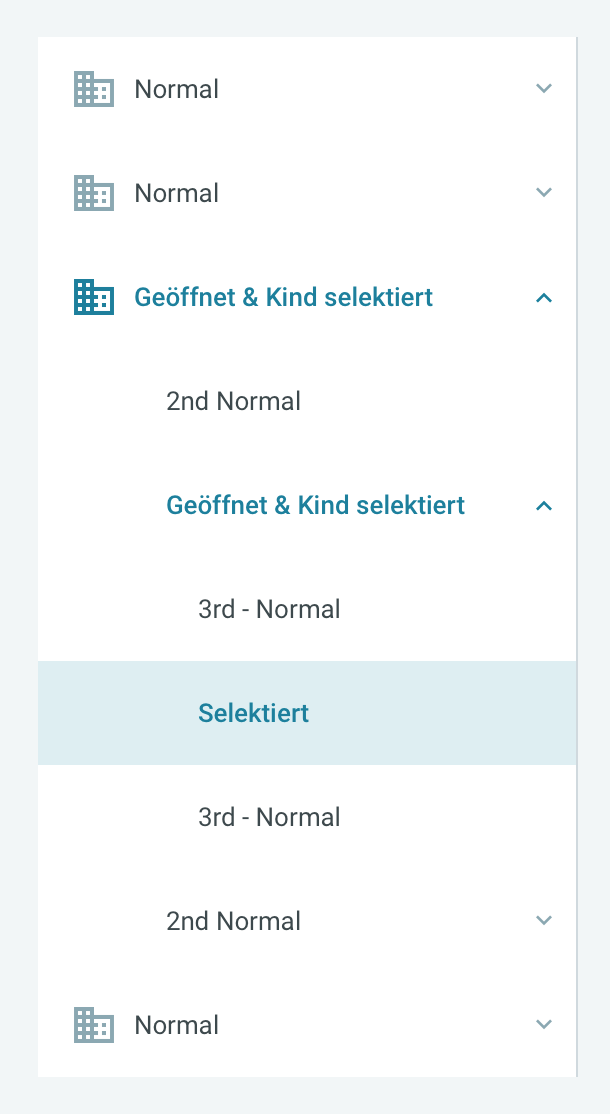 Normal
Normal
Geöffnet & Kind selektiert
2nd Normal
Geöffnet & Kind selektiert
3rd - Normal
Selektiert
3rd - Normal
2nd Normal
Normal